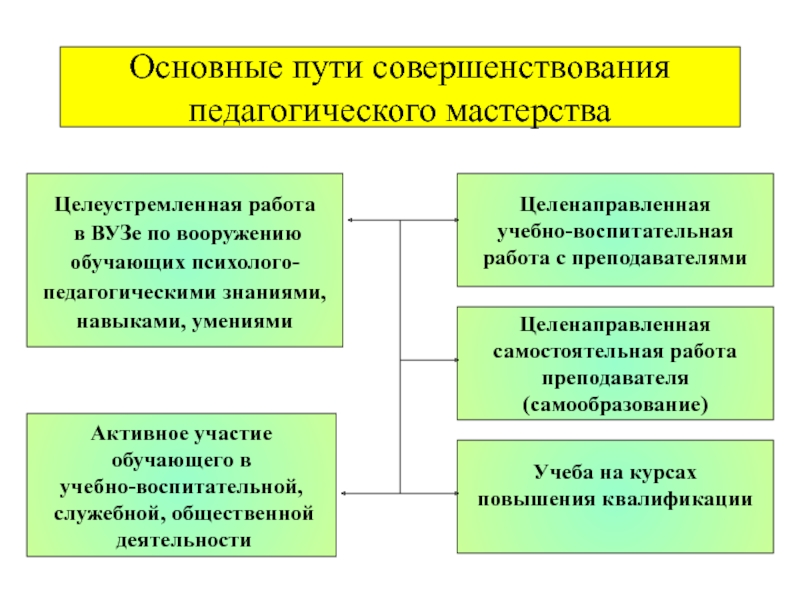 Основные пути совершенствования
педагогического мастерства
Целеустремленная работа
в ВУЗе по вооружению
обучающих психолого-
педагогическими знаниями,
навыками, умениями
Активное участие
обучающего в
учебно-воспитательной,
служебной, общественной
деятельности
Целенаправленная
учебно-воспитательная
работа с преподавателями
Целенаправленная
самостоятельная работа
преподавателя
(самообразование)
Учеба на курсах
повышения квалификации